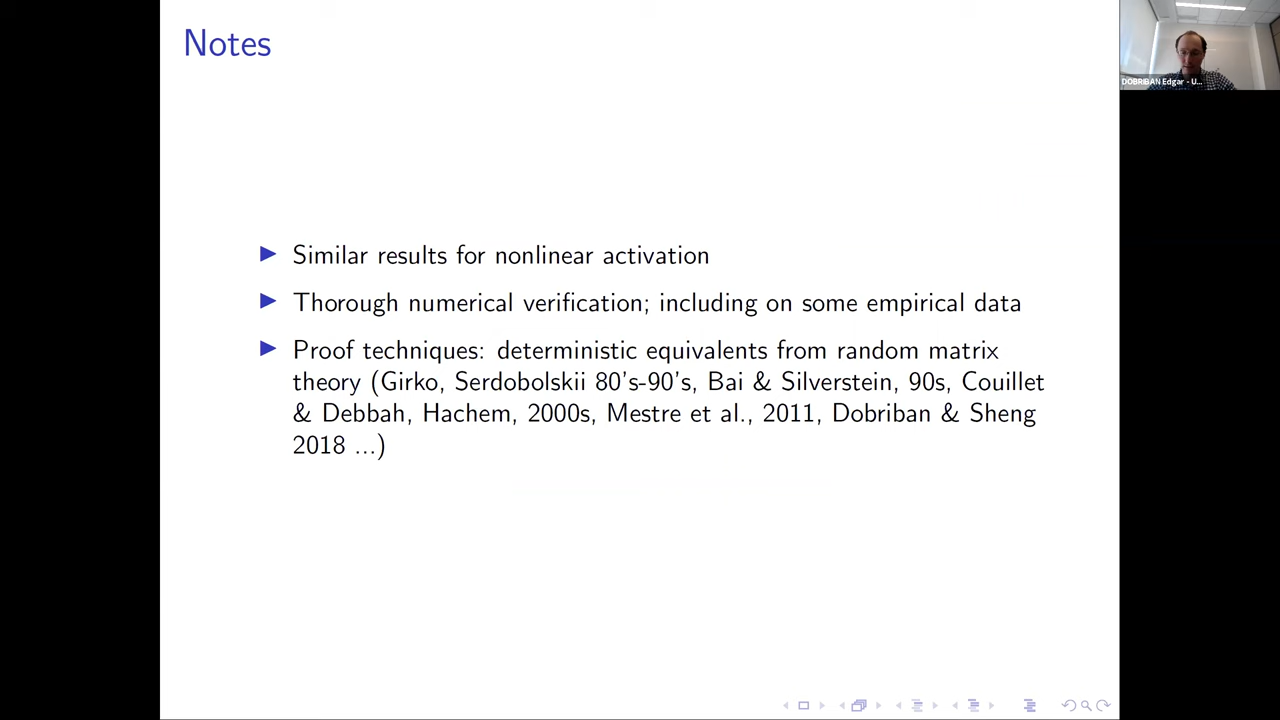 Notes
DOBRIBAN Edgar - U...
Similar results for nonlinear activation
Thorough numerical verification; including on some empirical data
Proof techniques: deterministic equivalents from random matrix
theory (Girko, Serdobolskii 80's-90's, Bai & Silverstein, 90s, Couillet
& Debbah, Hachem, 2000s, Mestre et al., 2011, Dobriban & Sheng
2018 ...)